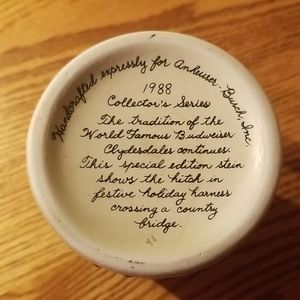 Handcrafted expressly for Anheuser-Busch, Inc.
1988
Collector's Series
The tradition of the
World Famous Budweiser
Clydesdales continues.
This special edition stein
shows the hitch in
festive holiday harness
crossing a country
bridge.